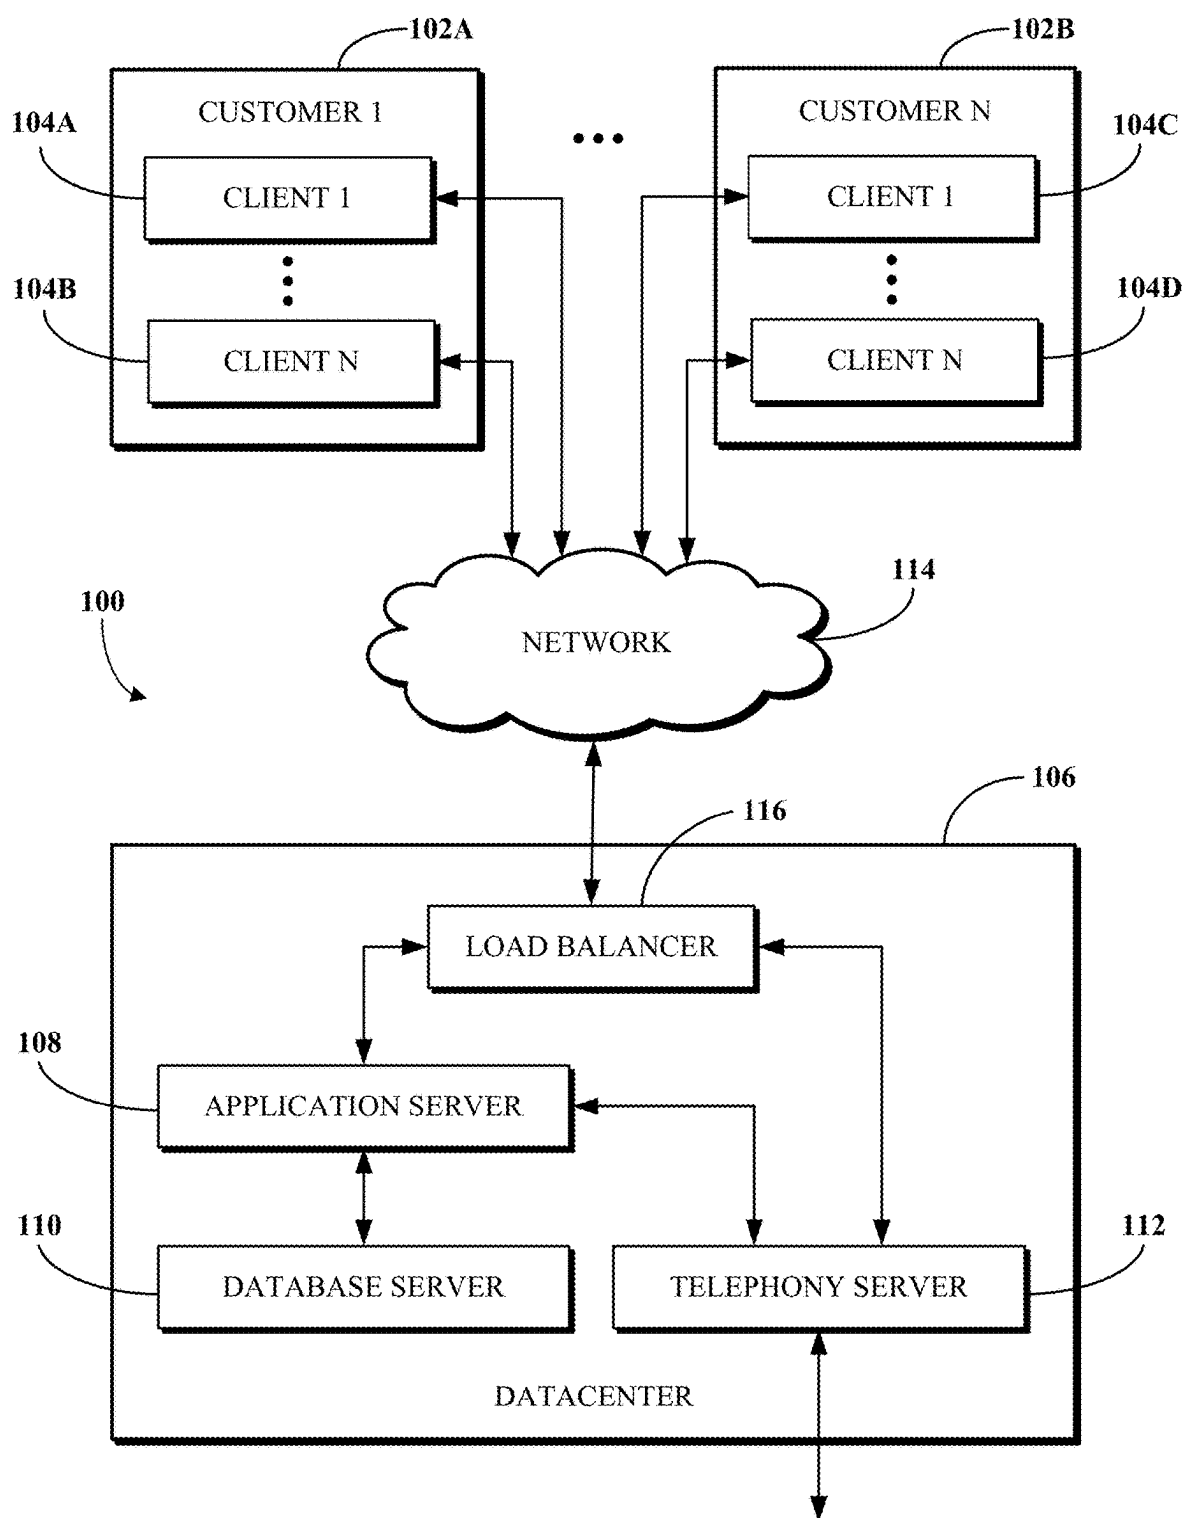 102A
102B
CUSTOMER 1
CUSTOMER N
104A
104C
CLIENT 1
CLIENT 1
104B
104D
CLIENT N
CLIENT N
114
100
NETWORK
106
116
LOAD BALANCER
108
APPLICATION SERVER
110
112
DATABASE SERVER
TELEPHONY SERVER
DATACENTER